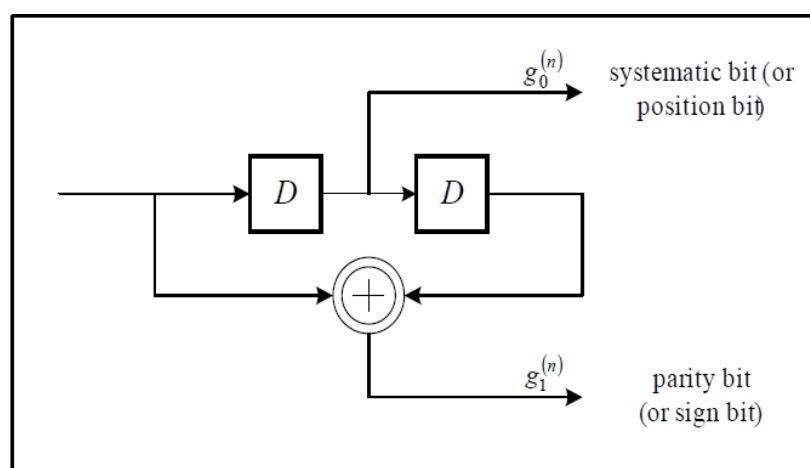 g₀⁽ⁿ⁾
systematic bit (or
position bit)
D
D
+
g₁⁽ⁿ⁾
parity bit
(or sign bit)